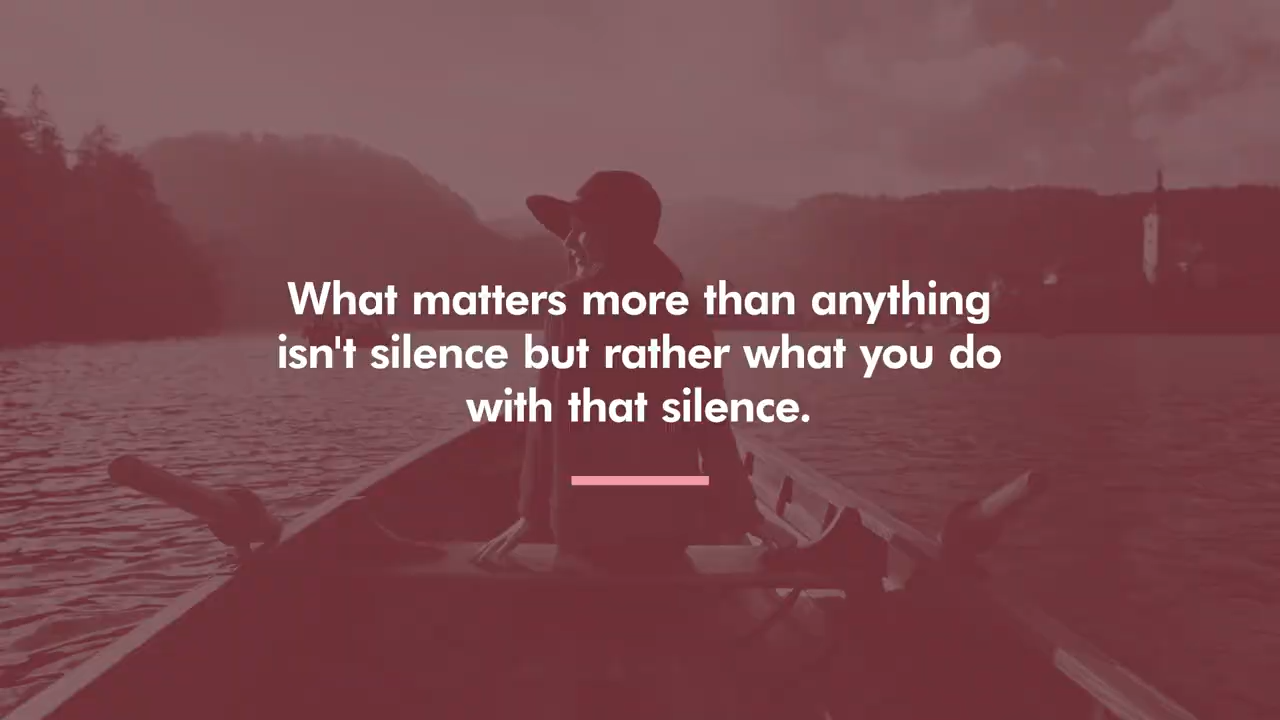 What matters more than anything
isn't silence but rather what you do
with that silence.